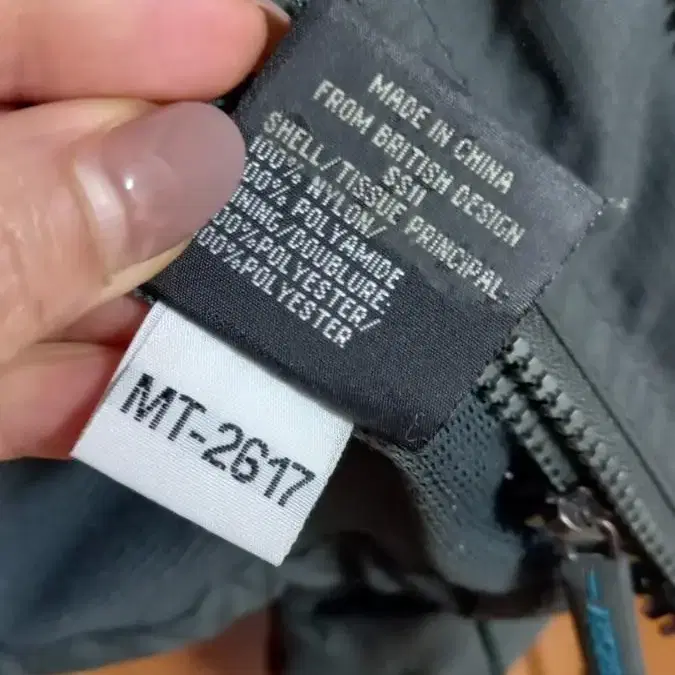 MADE IN CHINA
FROM BRITISH DESIGN
SS11
SHELL/TISSUE PRINCIPAL.
100% NYLON/
100% POLYAMIDE
LINING/DOUBLURE.
100%POLYESTER/
100%POLYESTER
MT-2617